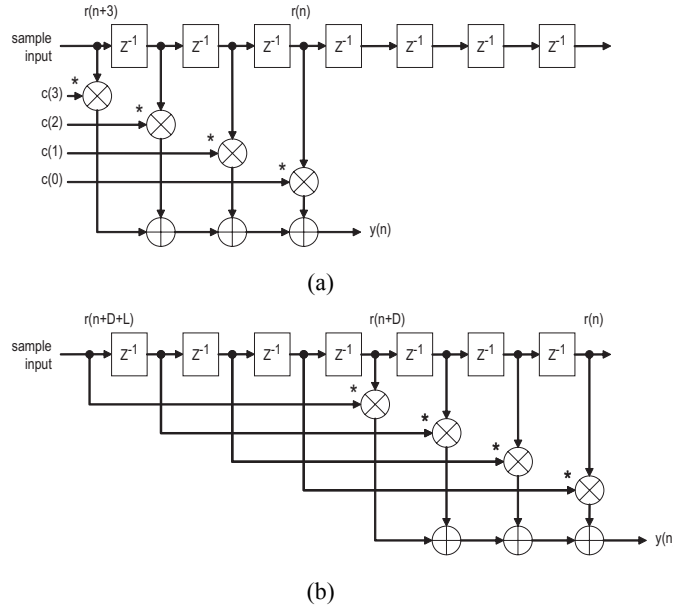 r(n+3) r(n)
sample input
Z-1 Z-1 Z-1 Z-1 Z-1 Z-1 Z-1
c(3) *
c(2) *
c(1) *
c(0) *
y(n)
(a)
r(n+D+L) r(n+D) r(n)
sample input
Z-1 Z-1 Z-1 Z-1 Z-1 Z-1 Z-1
*
*
*
*
y(n
(b)